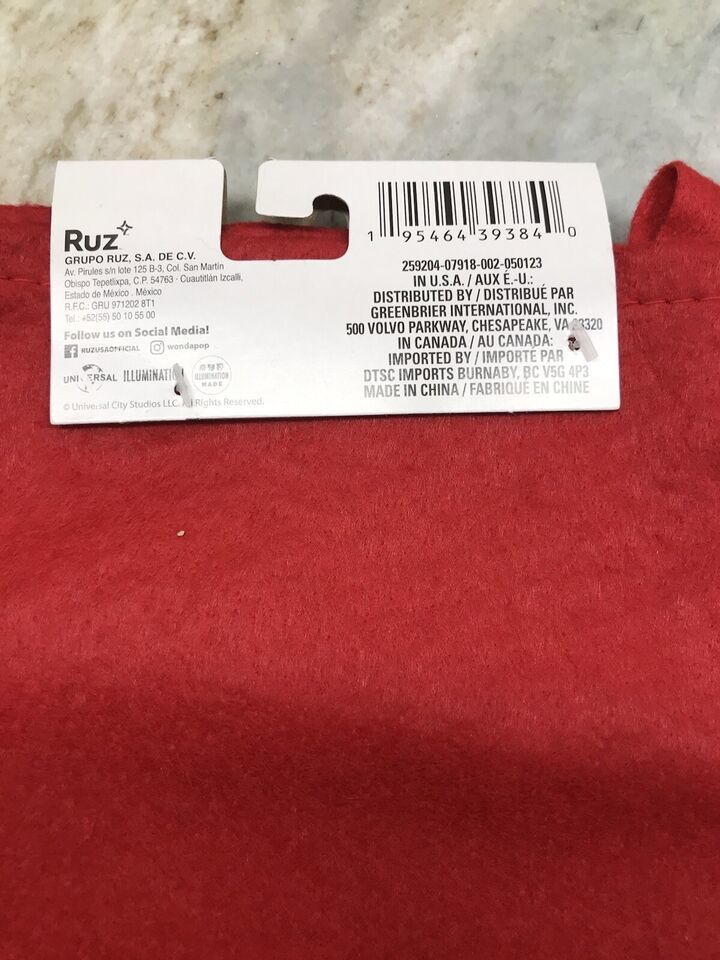 Ruz
GRUPO RUZ, S.A. DE C.V.
Av. Pirules s/n lote 125 B-3, Col. San Martin
Obispo Tepetlixpa, C.P. 54763 · Cuautitlán Izcalli,
Estado de México . México
R.F.C.: GRU 971202 8T1
Tel.: +52(55) 50 10 55 00
Follow us on Social Media!
RUZUSAOFFICIAL wondapop
UNIVERSAL ILLUMINATION ILLUMINATION MADE
© Universal City Studios LLC. All Rights Reserved.
1 95464 39384 0
259204-07918-002-050123
IN U.S.A. / AUX É.-U.:
DISTRIBUTED BY / DISTRIBUÉ PAR
GREENBRIER INTERNATIONAL, INC.
500 VOLVO PARKWAY, CHESAPEAKE, VA 23320
IN CANADA / AU CANADA:
IMPORTED BY / IMPORTÉ PAR
DTSC IMPORTS BURNABY, BC V5G 4P3
MADE IN CHINA / FABRIQUÉ EN CHINE